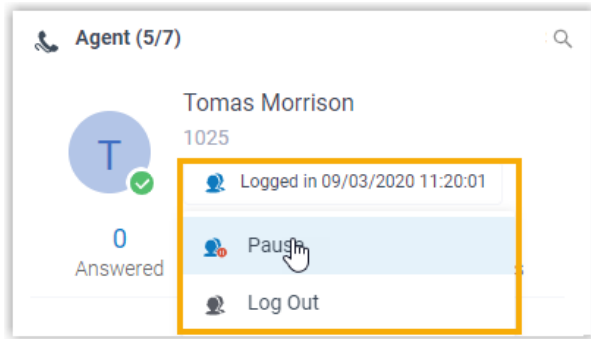 Agent (5/7)
Tomas Morrison
1025
T
Logged in 09/03/2020 11:20:01
0
Answered
Pause
Log Out